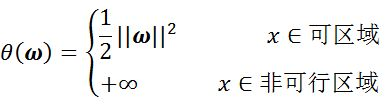 θ(ω) = { 1/2 ||ω||² x ∈ 可区域
+∞ x ∈ 非可行区域